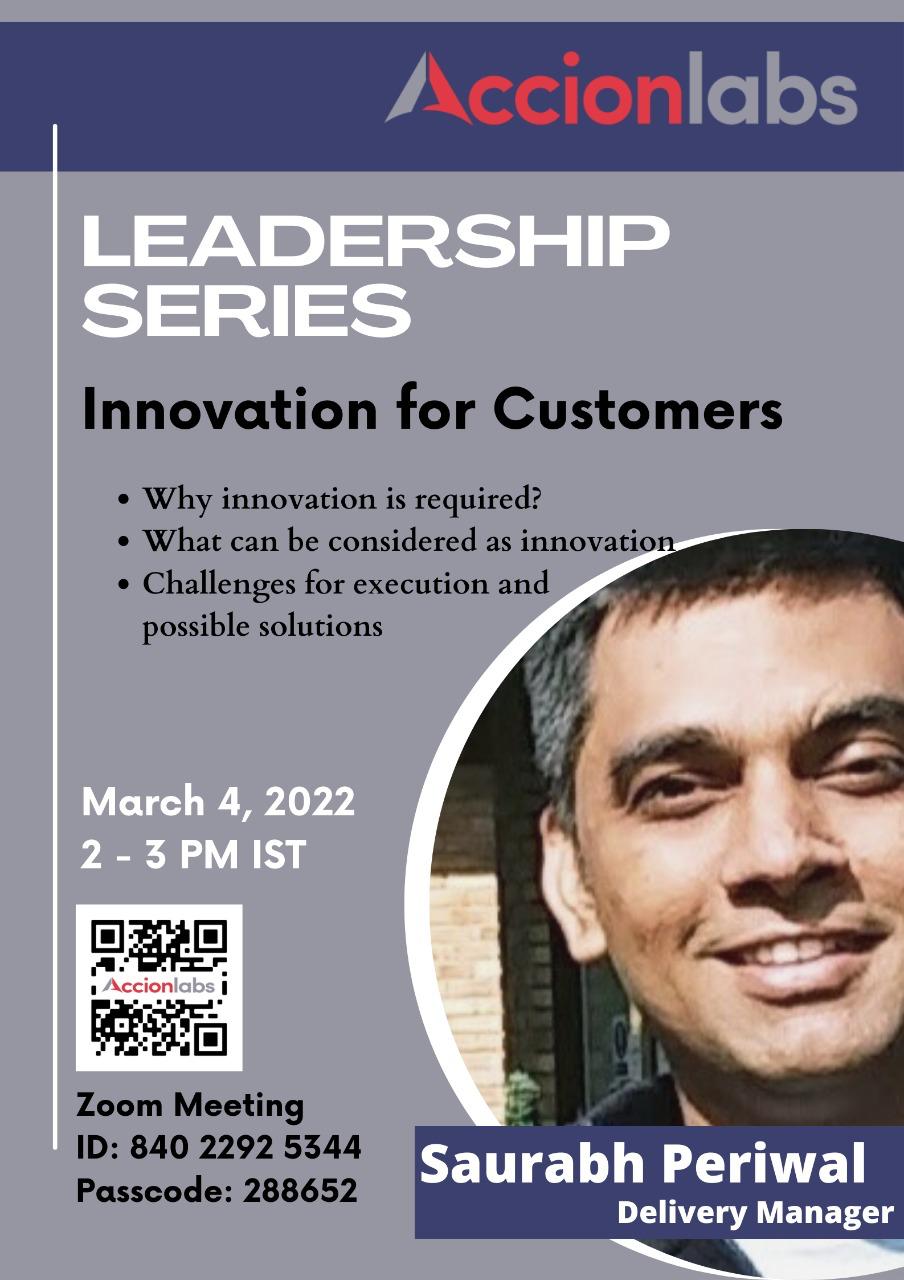 Accionlabs
LEADERSHIP
SERIES
Innovation for Customers
• Why innovation is required?
• What can be considered as innovation
• Challenges for execution and
possible solutions
March 4, 2022
2 - 3 PM IST
Accionlabs
Zoom Meeting
ID: 840 2292 5344
Passcode: 288652
Saurabh Periwal
Delivery Manager